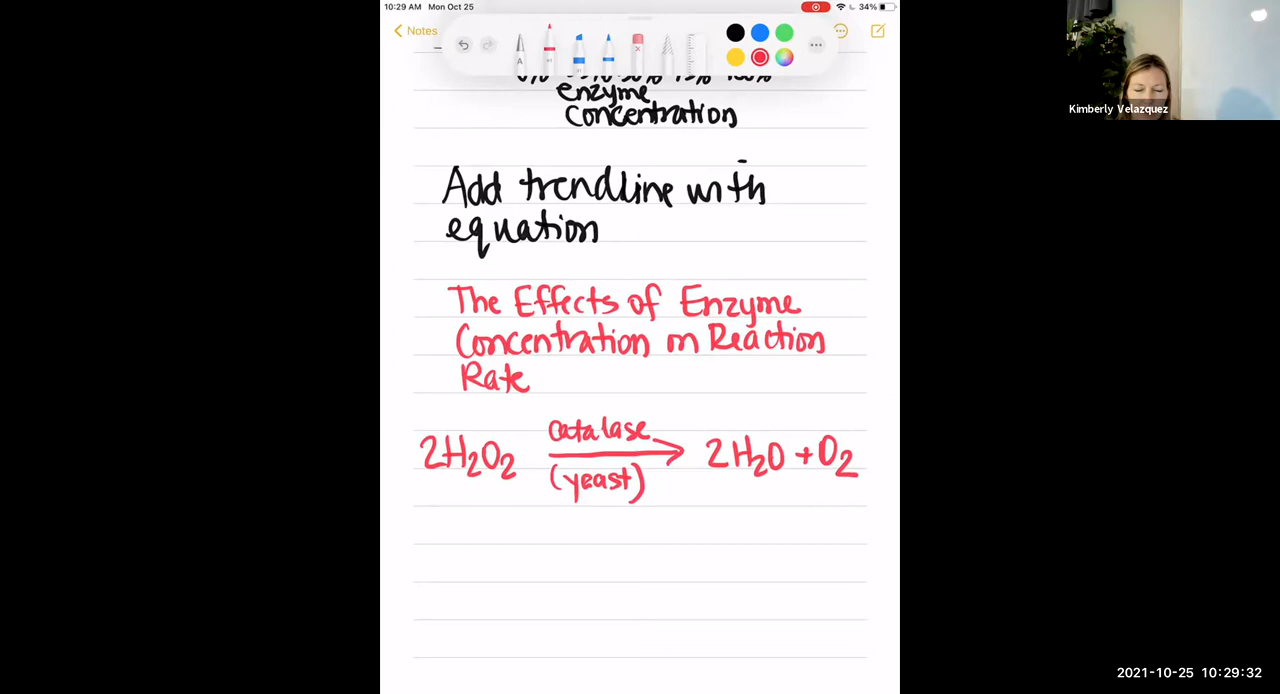 10:29 AM Mon Oct 25
34%
Notes
enzyme
concentration
Add trendline with
equation
The Effects of Enzyme
Concentration on Reaction
Rate
catalase
2H₂O₂ → 2H₂O + O₂
(yeast)
Kimberly Velazquez
2021-10-25 10:29:32